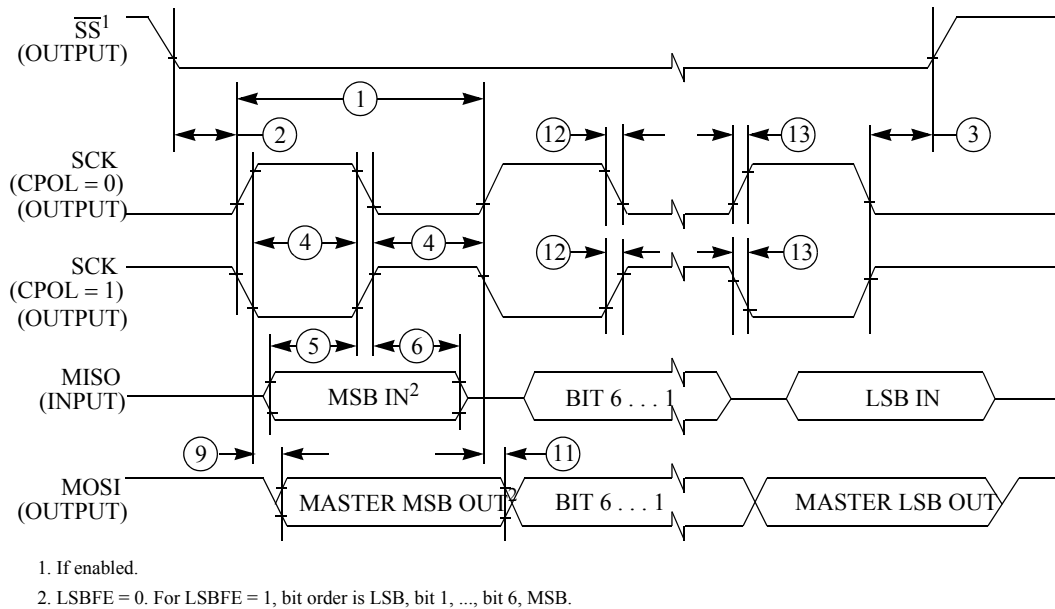 SS¹
(OUTPUT)
1
2
12
13
3
SCK
(CPOL = 0)
(OUTPUT)
4
4
SCK
(CPOL = 1)
(OUTPUT)
12
13
5
6
MISO
(INPUT)
MSB IN²
BIT 6 . . . 1
LSB IN
9
11
MOSI
(OUTPUT)
MASTER MSB OUT²
BIT 6 . . . 1
MASTER LSB OUT
1. If enabled.
2. LSBFE = 0. For LSBFE = 1, bit order is LSB, bit 1, ..., bit 6, MSB.